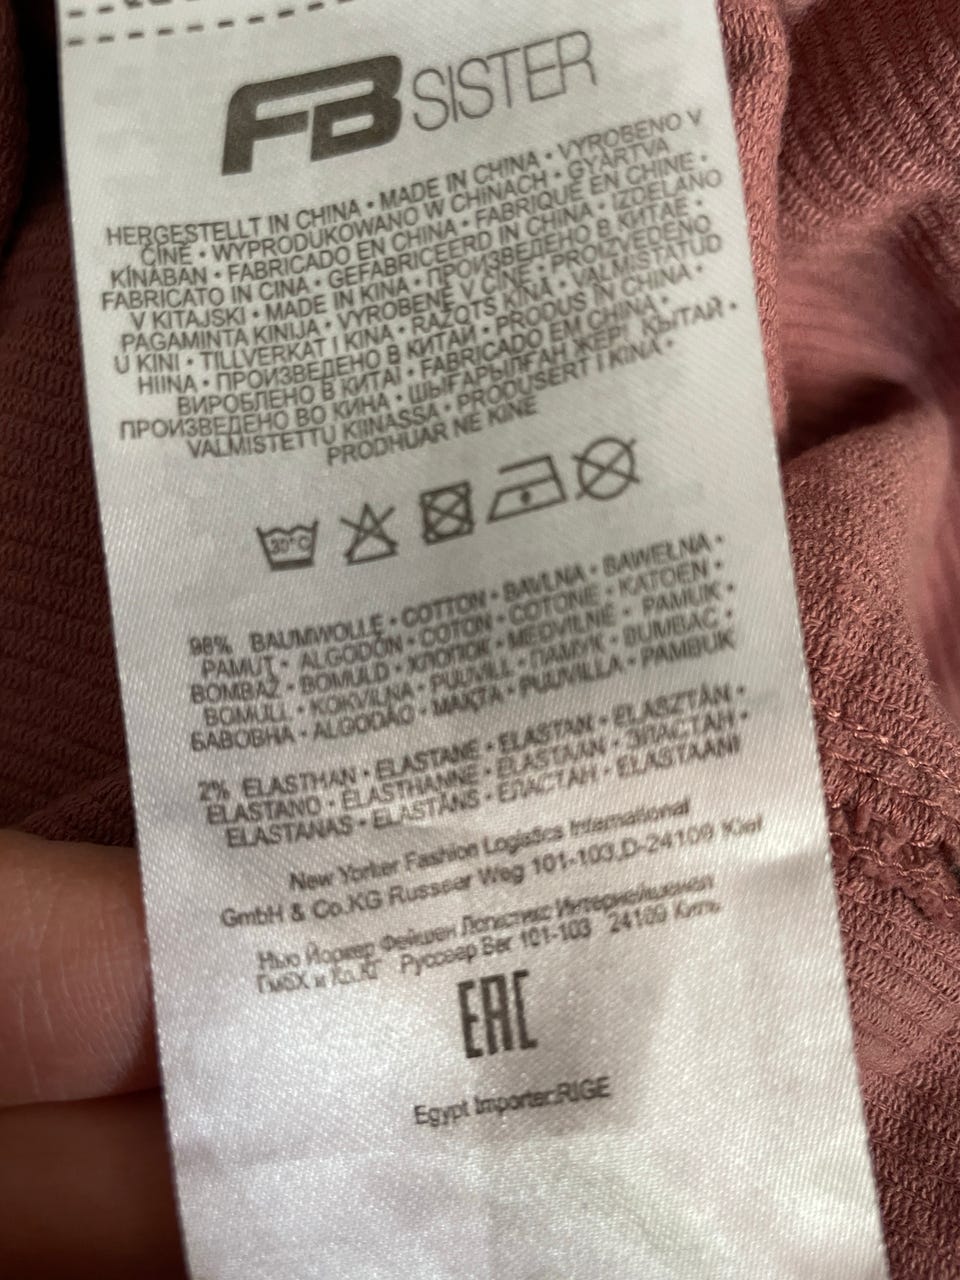 FB SISTER
HERGESTELLT IN CHINA • MADE IN CHINA • VYROBENO V
ČÍNĚ • WYPRODUKOWANO W CHINACH • GYÁRTVA
KÍNÁBAN • FABRICADO EN CHINA • FABRIQUÉ EN CHINE •
FABRICATO IN CINA • GEFABRICEERD IN CHINA • IZDELANO
V KITAJSKI • MADE IN KINA • ПРОИЗВЕДЕНО В КИТАЕ •
PAGAMINTA KINIJA • VYROBENÉ V ČÍNE • PROIZVEDENO
U KINI • TILLVERKAT I KINA • RAŽOTS ĶĪNĀ • VALMISTATUD
HIINA • ПРОИЗВЕДЕНО В КИТАЙ • PRODUS IN CHINA •
ВИРОБЛЕНО В КИТАІ • FABRICADO EM CHINA •
ПРОИЗВЕДЕНО ВО КИНА • ШЫҒАРЫЛҒАН ЖЕРІ ҚЫТАЙ •
VALMISTETTU KIINASSA • PRODUSERT I KINA •
PRODHUAR NË KINË
30°C
98% BAUMWOLLE • COTTON • BAVLNA • BAWEŁNA •
PAMUT • ALGODÓN • COTON • COTONE • KATOEN •
BOMBAŽ • BOMULD • ХЛОПОК • MEDVILNĖ • PAMUK •
BOMULL • KOKVILNA • PUUVILL • ПАМУК • BUMBAC •
БАВОВНА • ALGODÃO • МАҚТА • PUUVILLA • PAMBUK
2% ELASTHAN • ELASTANE • ELASTAN • ELASZTÁN •
ELASTANO • ÉLASTHANNE • ELASTAAN • ЭЛАСТАН •
ELASTANAS • ELASTĀNS • ЕЛАСТАН • ELASTAANI
New Yorker Fashion Logistics International
GmbH & Co.KG Russeer Weg 101-103,D-24109 Kiel
Нью Йоркер Фейшен Логистикс Интернейшенал
ГмбХ и Ко.КГ Руссеер Вег 101-103 24109 Киль
EAC
Egypt Importer:RIGE